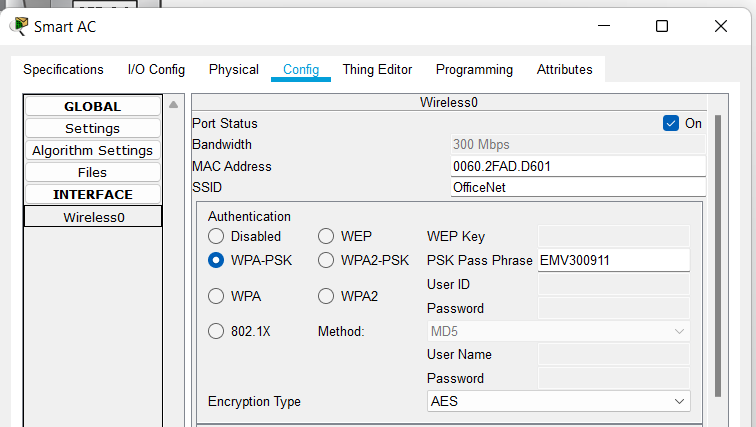 Smart AC
Specifications I/O Config Physical Config Thing Editor Programming Attributes
GLOBAL
Settings
Algorithm Settings
Files
INTERFACE
Wireless0
Wireless0
Port Status On
Bandwidth 300 Mbps
MAC Address 0060.2FAD.D601
SSID OfficeNet
Authentication
Disabled WEP WEP Key
WPA-PSK WPA2-PSK PSK Pass Phrase EMV300911
User ID
WPA WPA2
Password
802.1X Method: MD5
User Name
Password
Encryption Type AES